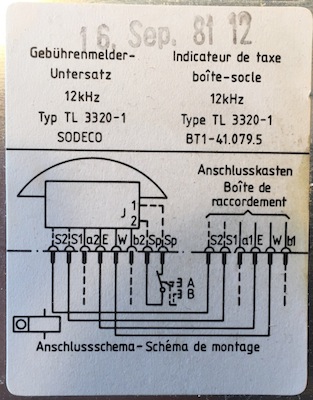 16. Sep. 81 12
Gebührenmelder-
Untersatz
12kHz
Typ TL 3320-1
SODECO
Indicateur de taxe
boîte-socle
12kHz
Type TL 3320-1
BT1-41.079.5
Anschlusskasten
Boîte de
raccordement
J
1
2
S2 S1 a2 E W b2 Sp Sp
S2 S1 a1 E W b1
A
B
Anschlussschema-Schéma de montage